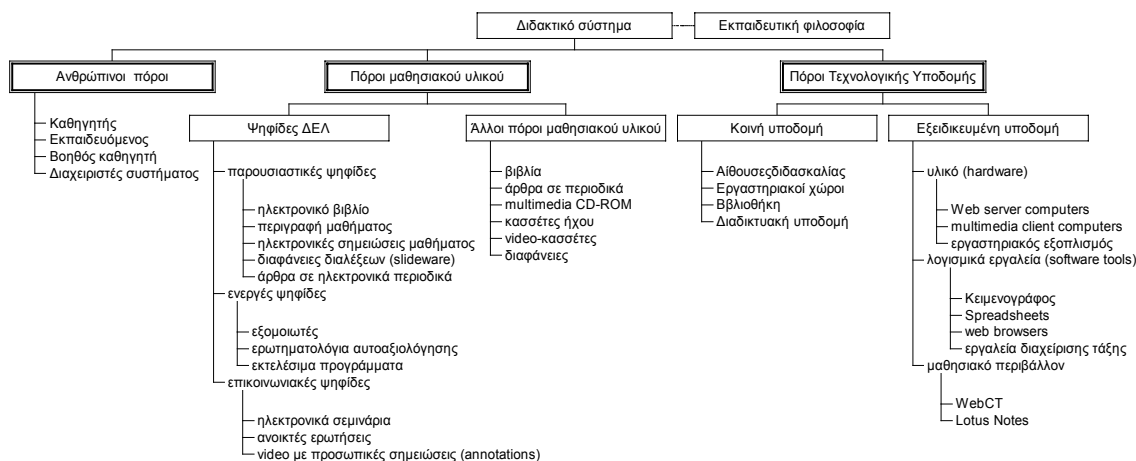 Διδακτικό σύστημα
Εκπαιδευτική φιλοσοφία
Ανθρώπινοι πόροι
Καθηγητής
Εκπαιδευόμενος
Βοηθός καθηγητή
Διαχειριστές συστήματος
Πόροι μαθησιακού υλικού
Ψηφίδες ΔΕΛ
παρουσιαστικές ψηφίδες
ηλεκτρονικό βιβλίο
περιγραφή μαθήματος
ηλεκτρονικές σημειώσεις μαθήματος
διαφάνειες διαλέξεων (slideware)
άρθρα σε ηλεκτρονικά περιοδικά
ενεργές ψηφίδες
εξομοιωτές
ερωτηματολόγια αυτοαξιολόγησης
εκτελέσιμα προγράμματα
επικοινωνιακές ψηφίδες
ηλεκτρονικά σεμινάρια
ανοικτές ερωτήσεις
video με προσωπικές σημειώσεις (annotations)
Άλλοι πόροι μαθησιακού υλικού
βιβλία
άρθρα σε περιοδικά
multimedia CD-ROM
κασσέτες ήχου
video-κασσέτες
διαφάνειες
Πόροι Τεχνολογικής Υποδομής
Κοινή υποδομή
Αίθουσεςδιδασκαλίας
Εργαστηριακοί χώροι
Ββλιοθήκη
Διαδικτυακή υποδομή
Εξειδικευμένη υποδομή
υλικό (hardware)
Web server computers
multimedia client computers
εργαστηριακός εξοπλισμός
λογισμικά εργαλεία (software tools)
Κειμενογράφος
Spreadsheets
web browsers
εργαλεία διαχείρισης τάξης
μαθησιακό περιβάλλον
WebCT
Lotus Notes